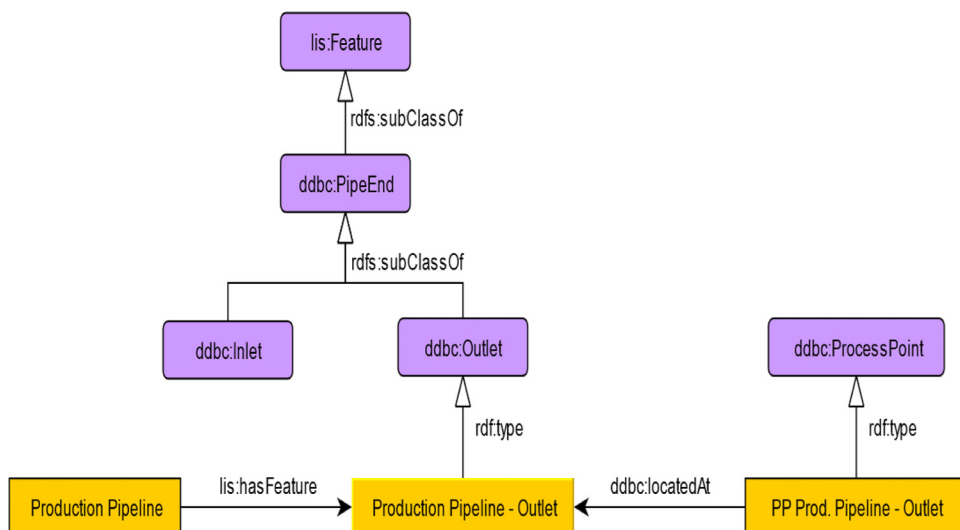 lis:Feature
rdfs:subClassOf
ddbc:PipeEnd
rdfs:subClassOf
ddbc:Inlet
ddbc:Outlet
ddbc:ProcessPoint
rdf:type
rdf:type
Production Pipeline
lis:hasFeature
Production Pipeline - Outlet
ddbc:locatedAt
PP Prod. Pipeline - Outlet